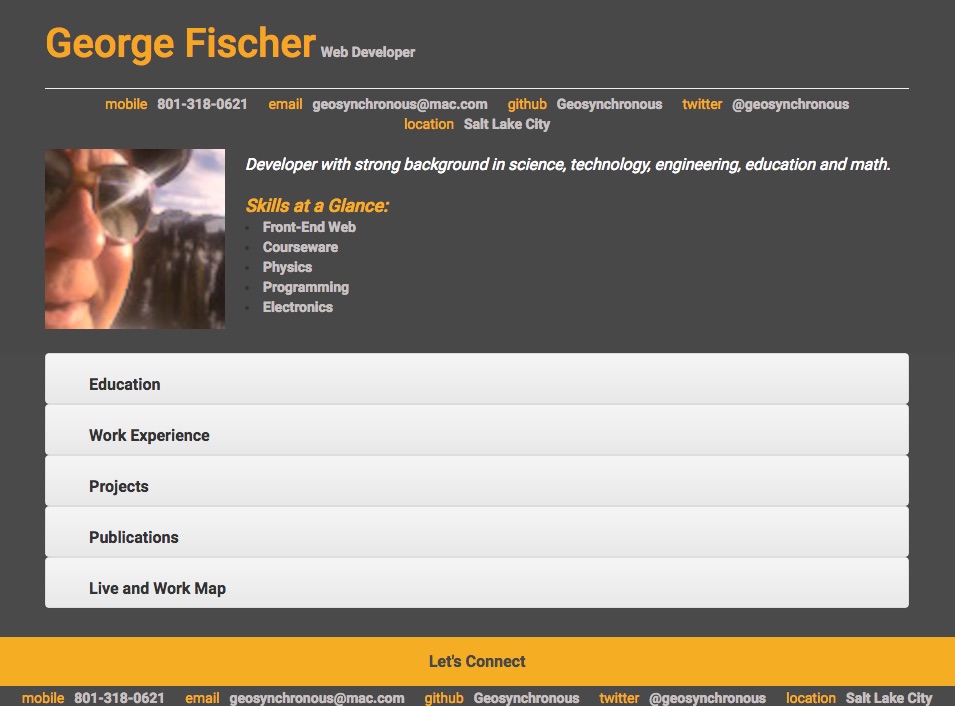 George Fischer Web Developer
mobile 801-318-0621 email geosynchronous@mac.com github Geosynchronous twitter @geosynchronous
location Salt Lake City
Developer with strong background in science, technology, engineering, education and math.
Skills at a Glance:
Front-End Web
Courseware
Physics
Programming
Electronics
Education
Work Experience
Projects
Publications
Live and Work Map
Let's Connect
mobile 801-318-0621 email geosynchronous@mac.com github Geosynchronous twitter @geosynchronous location Salt Lake City